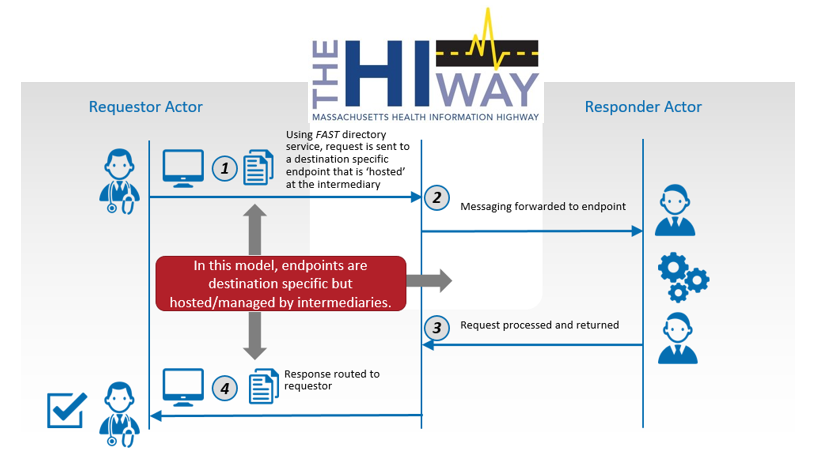 THE HIWAY
MASSACHUSETTS HEALTH INFORMATION HIGHWAY
Requestor Actor
Responder Actor
1
Using FAST directory
service, request is sent to
a destination specific
endpoint that is ‘hosted’
at the intermediary
2
Messaging forwarded to endpoint
In this model, endpoints are
destination specific but
hosted/managed by intermediaries.
3
Request processed and returned
4
Response routed to
requestor